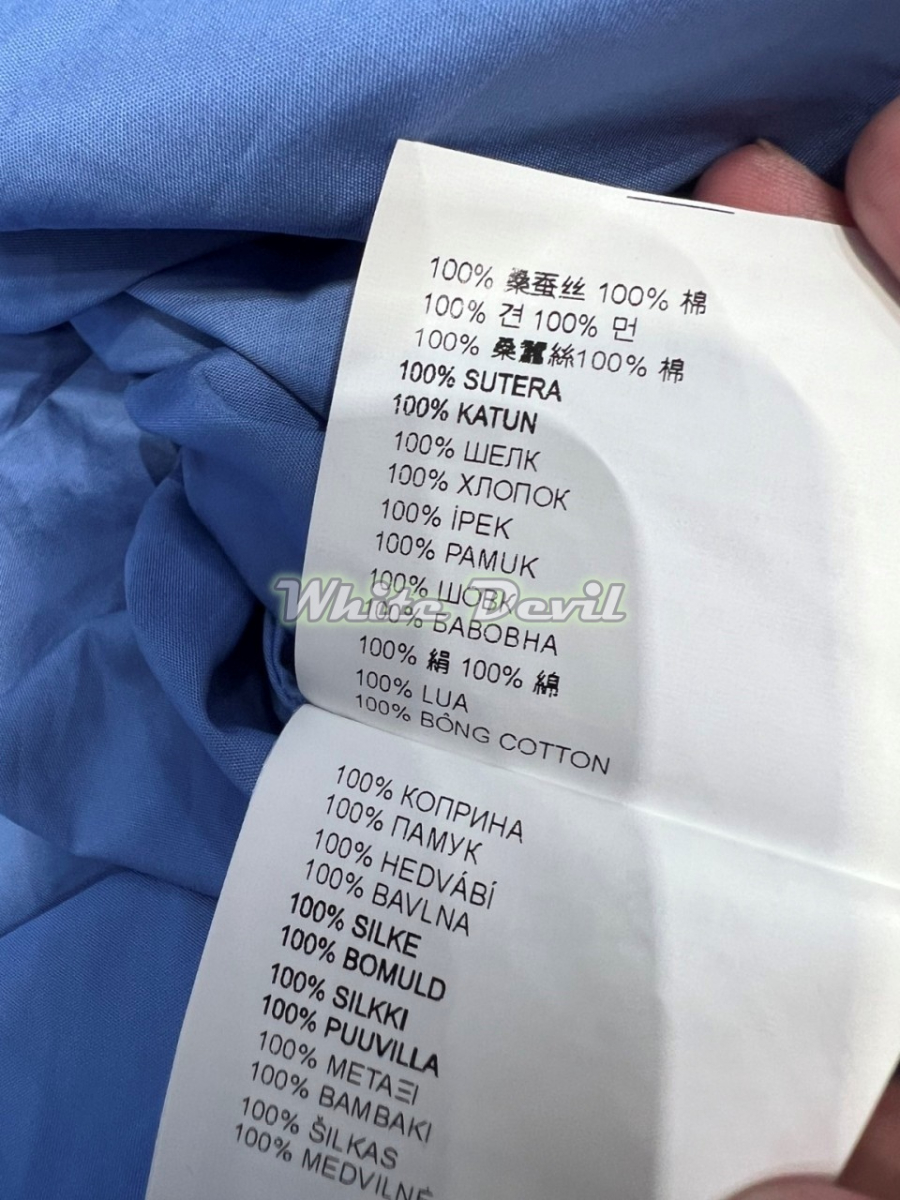 100% 桑蚕丝 100% 棉
100% 견 100% 면
100% 桑蠶絲100% 棉
100% SUTERA
100% KATUN
100% ШЕЛК
100% ХЛОПОК
100% İPEK
100% PAMUK
100% ШОВК
White Devil
100% БАВОВНА
100% 絹 100% 綿
100% LUA
100% BÔNG COTTON
100% КОПРИНА
100% ПАМУК
100% HEDVÁBÍ
100% BAVLNA
100% SILKE
100% BOMULD
100% SILKKI
100% PUUVILLA
100% ΜΕΤΑΞΙ
100% ΒΑΜΒΑΚΙ
100% ŠILKAS
100% MEDVILNĖ